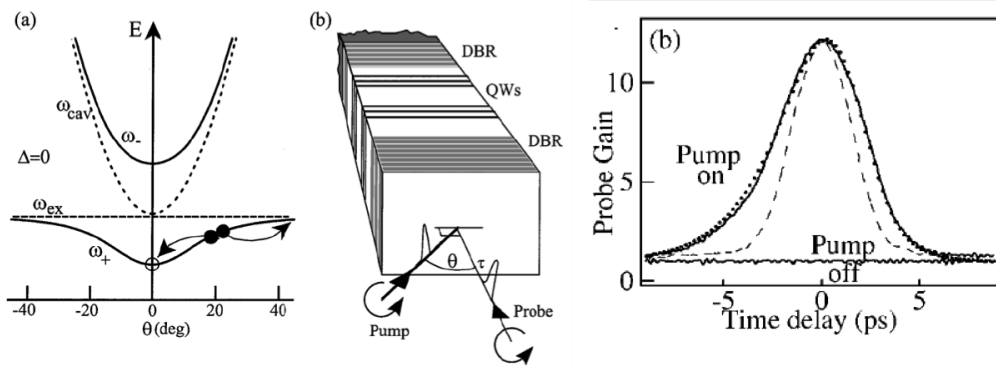 (a)
E
ω_cav
ω_-
Δ=0
ω_ex
ω_+
-40 -20 0 20 40
θ(deg)
(b)
DBR
QWs
DBR
θ
τ
Pump
Probe
(b)
Probe Gain
10
5
0
Pump
on
Pump
off
-5 0 5
Time delay (ps)